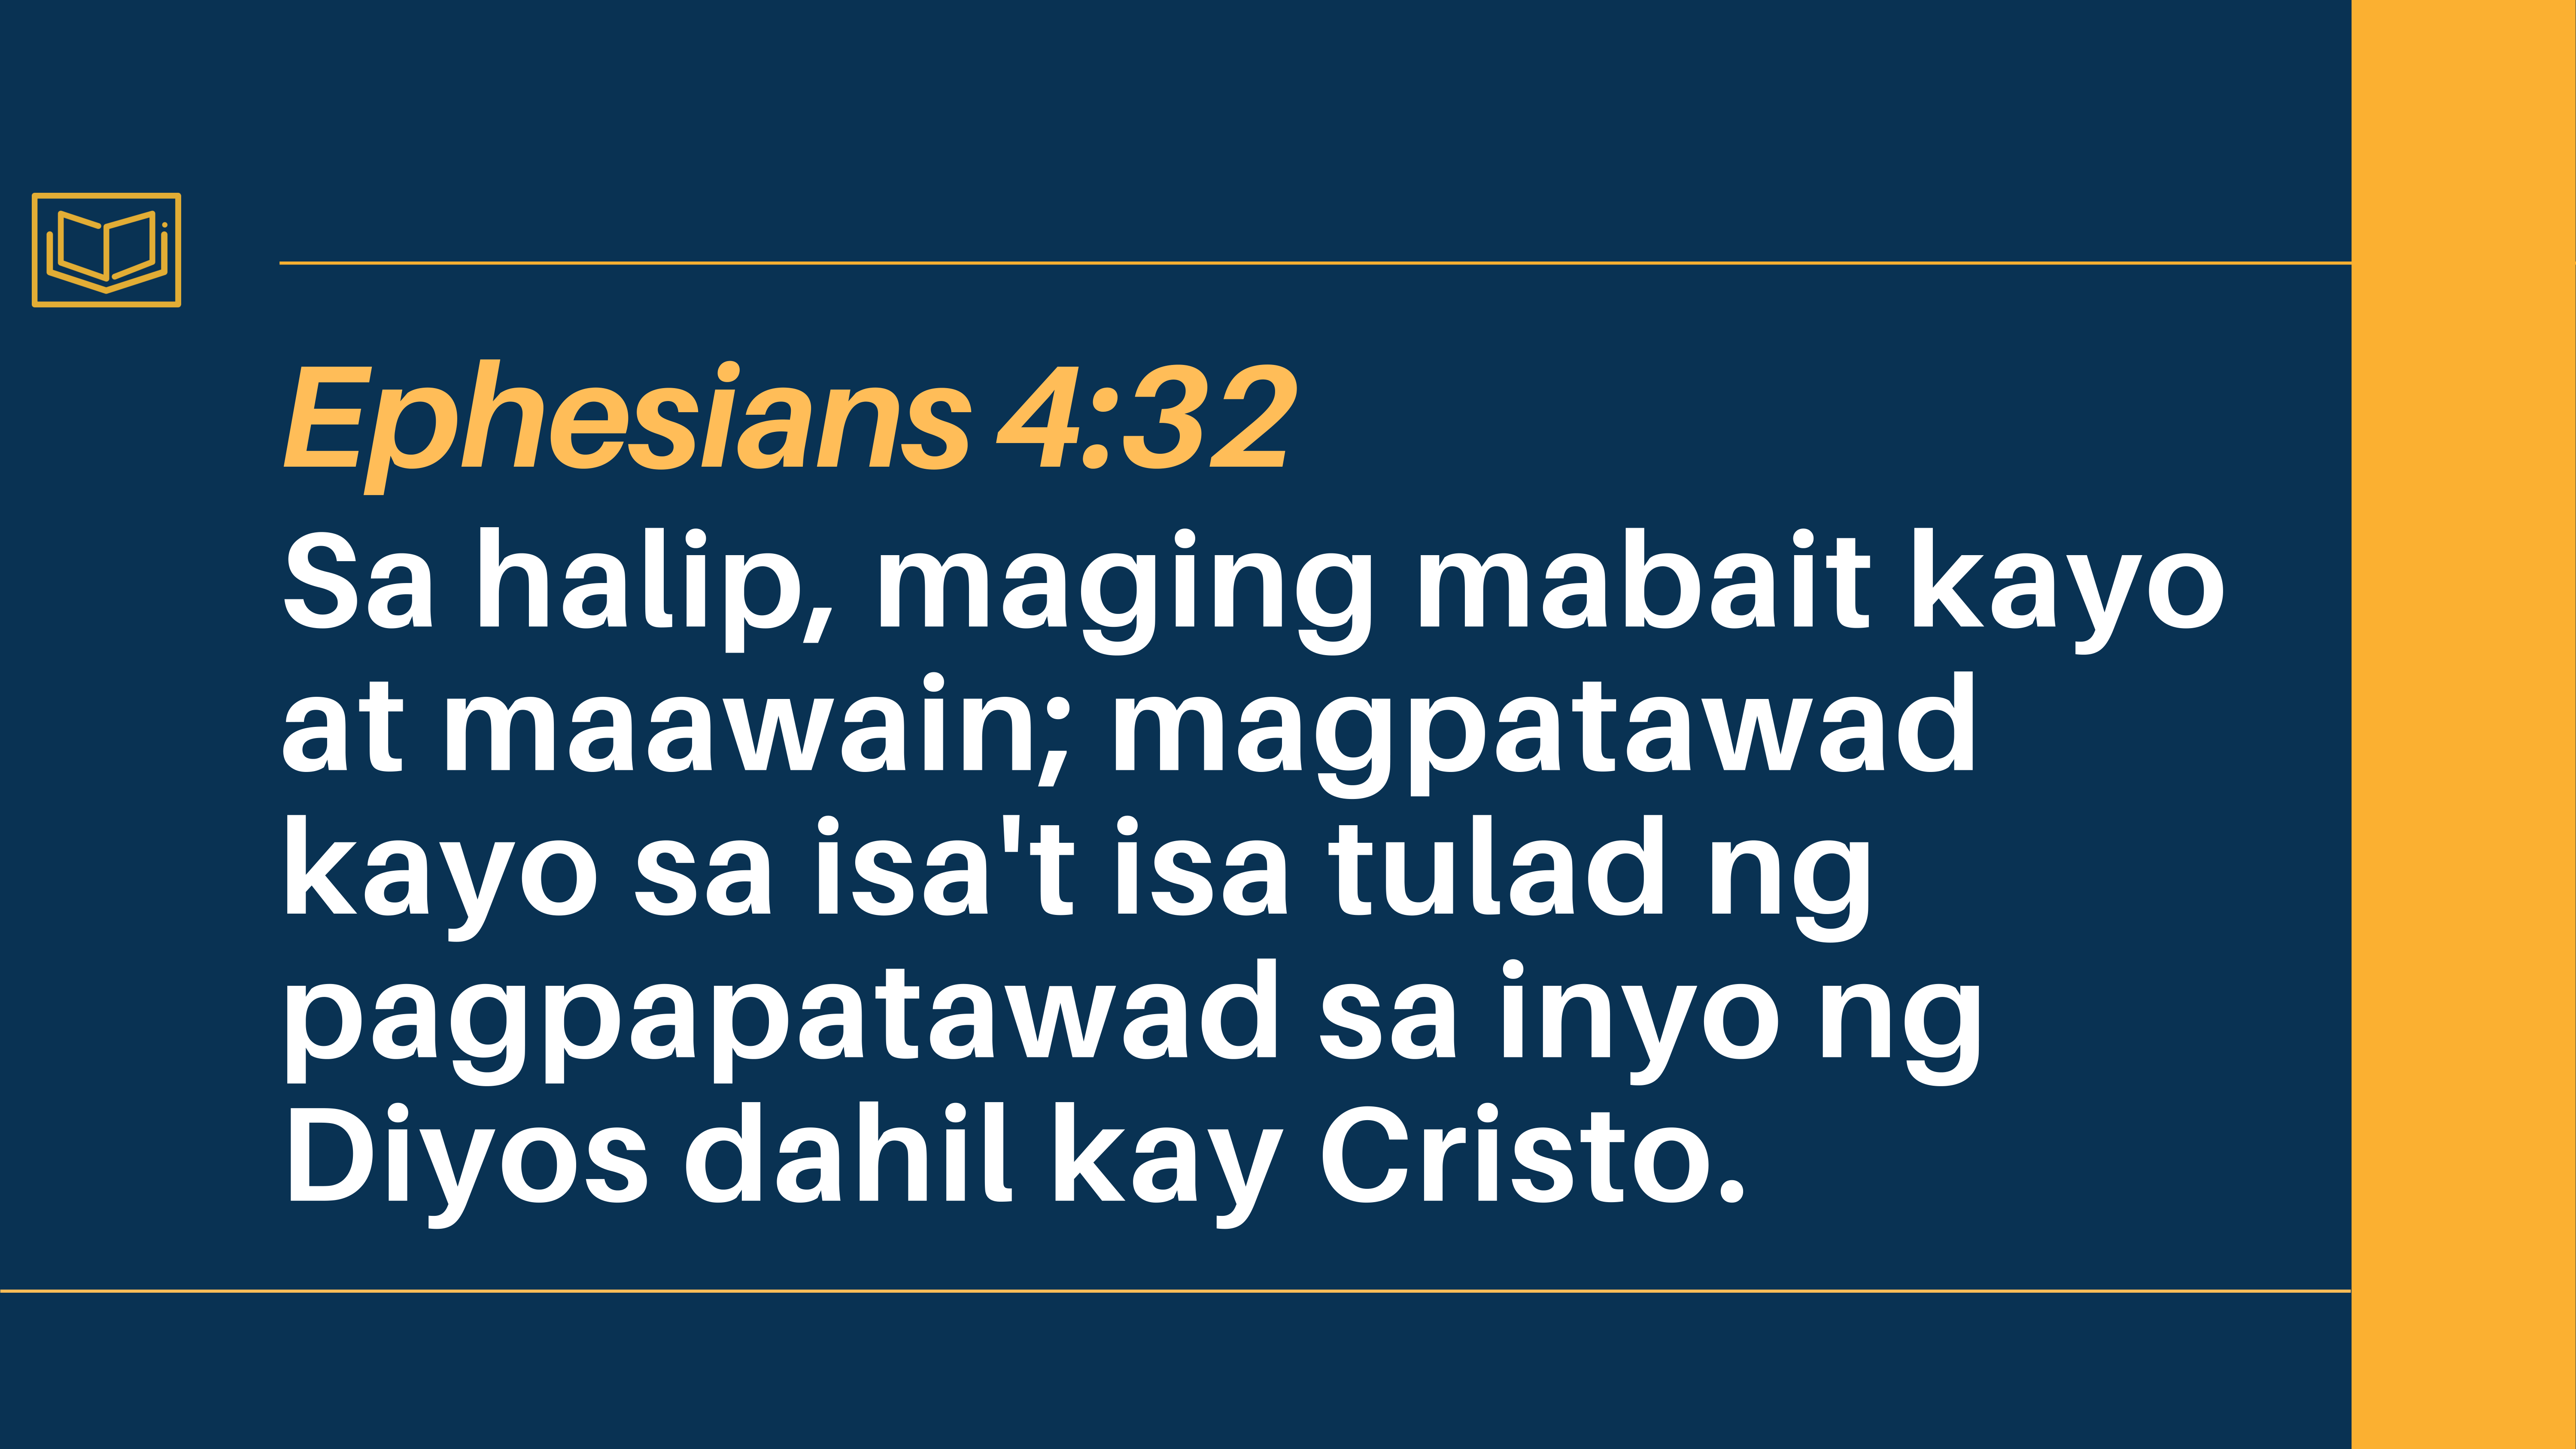 Ephesians 4:32
Sa halip, maging mabait kayo
at maawain; magpatawad
kayo sa isa't isa tulad ng
pagpapatawad sa inyo ng
Diyos dahil kay Cristo.